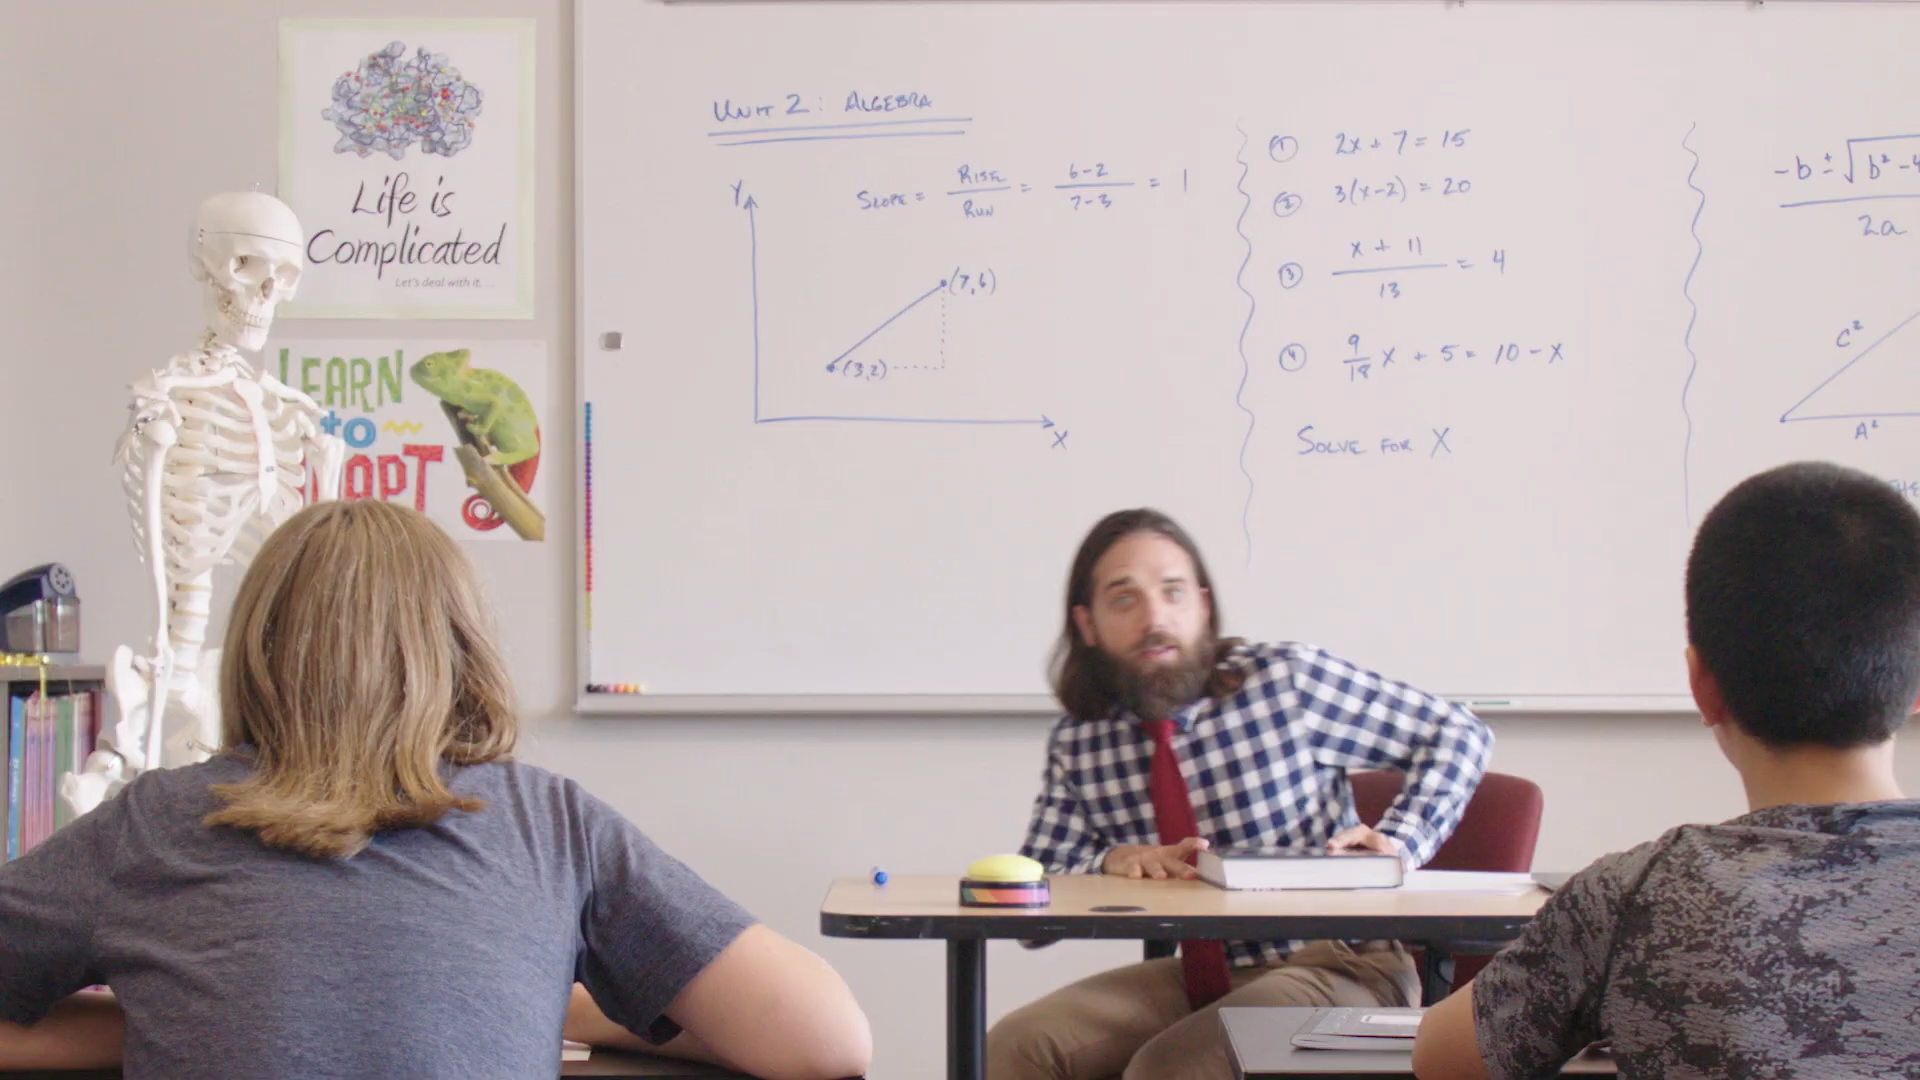 Life is
Complicated
Let's deal with it. ...
LEARN
to
UNIT 2: ALGEBRA
Y
SLOPE = RISE/RUN = 6-2/7-3 = 1
(7,6)
(3,2)
X
① 2x + 7 = 15
② 3(x-2) = 20
③ x + 11/13 = 4
④ 9/18 x + 5 = 10 - x
SOLVE FOR X
-b ± √b² - 4
2a
C²
A²